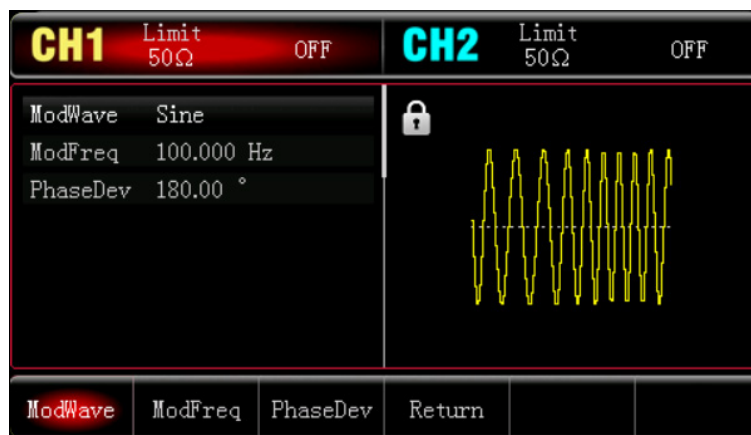 CH1 Limit 50Ω OFF CH2 Limit 50Ω OFF
ModWave Sine
ModFreq 100.000 Hz
PhaseDev 180.00 °
ModWave ModFreq PhaseDev Return